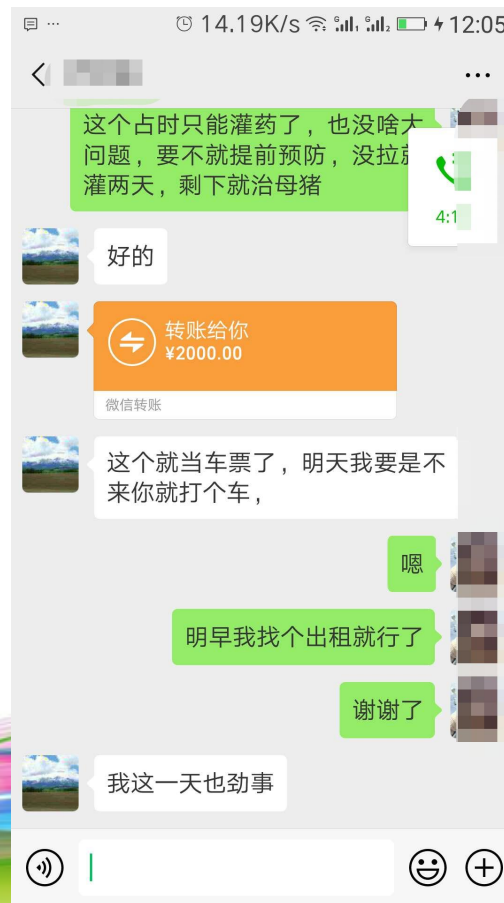 14.19K/s 12:05
这个占时只能灌药了，也没啥大
问题，要不就提前预防，没拉
灌两天，剩下就治母猪
好的
转账给你
¥2000.00
微信转账
这个就当车票了，明天我要是不
来你就打个车，
嗯
明早我找个出租就行了
谢谢了
我这一天也劲事